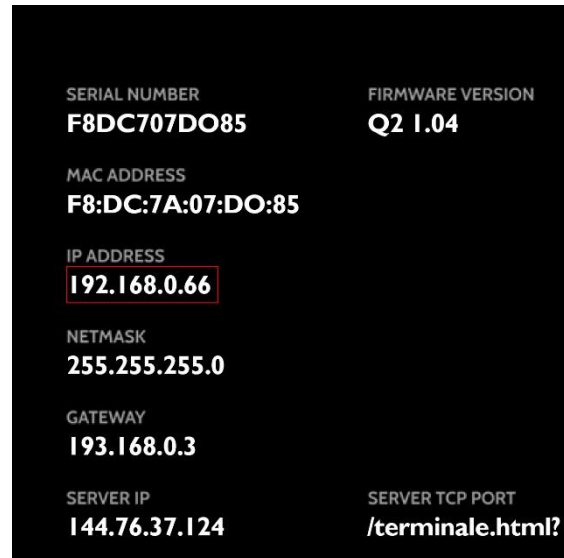 SERIAL NUMBER FIRMWARE VERSION
F8DC707DO85 Q2 1.04
MAC ADDRESS
F8:DC:7A:07:DO:85
IP ADDRESS
192.168.0.66
NETMASK
255.255.255.0
GATEWAY
193.168.0.3
SERVER IP SERVER TCP PORT
144.76.37.124 /terminale.html?